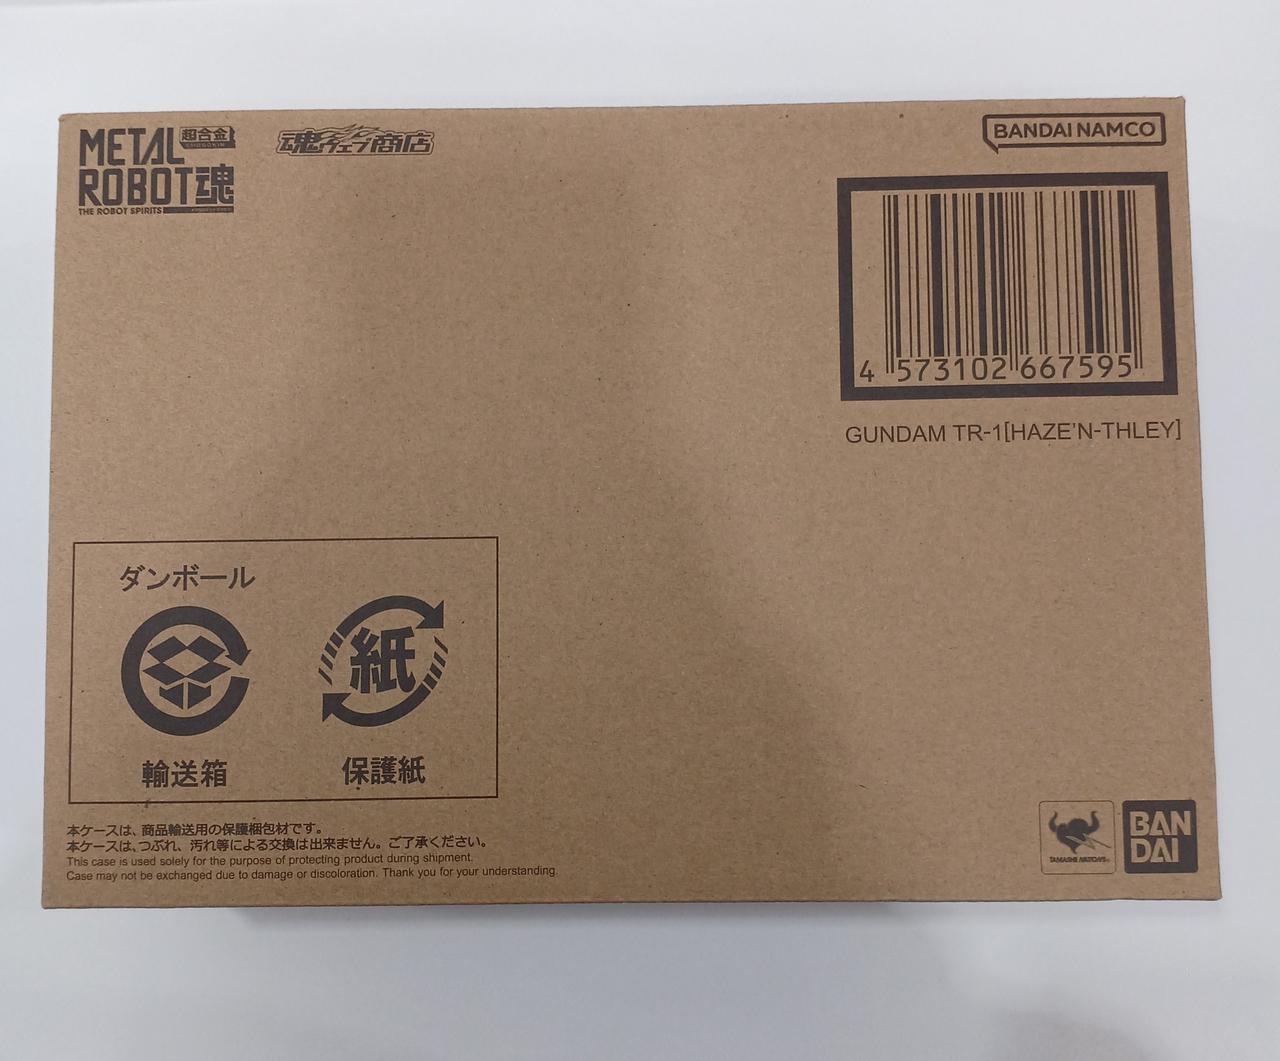 METAL
超合金
CHOGOKIN
ROBOT魂
THE ROBOT SPIRITS
魂ウェブ商店
BANDAI NAMCO
4 573102 667595
GUNDAM TR-1[HAZE'N-THLEY]
ダンボール
紙
輸送箱
保護紙
本ケースは、商品輸送用の保護梱包材です。
本ケースは、つぶれ、汚れ等による交換は出来ません。ご了承ください。
This case is used solely for the purpose of protecting product during shipment.
Case may not be exchanged due to damage or discoloration. Thank you for your understanding.
TAMASHII NATIONS
BAN
DAI